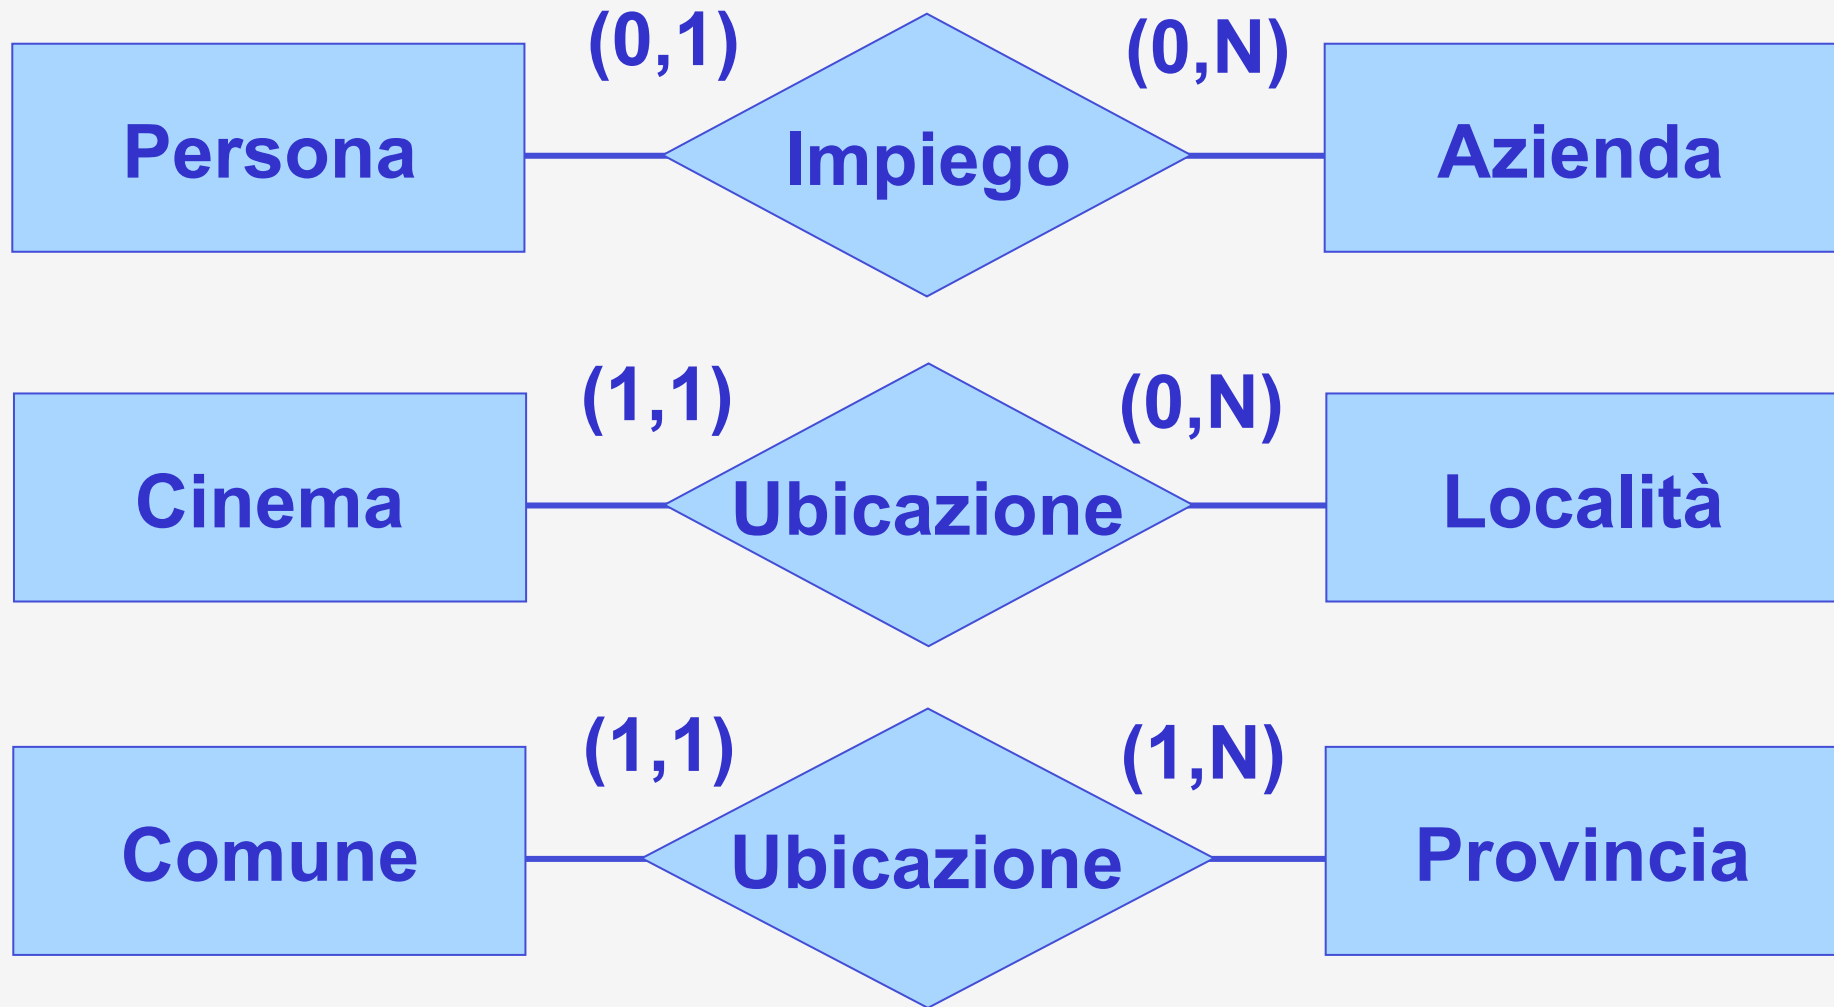 (0,1) (0,N)
Persona Impiego Azienda
(1,1) (0,N)
Cinema Ubicazione Località
(1,1) (1,N)
Comune Ubicazione Provincia